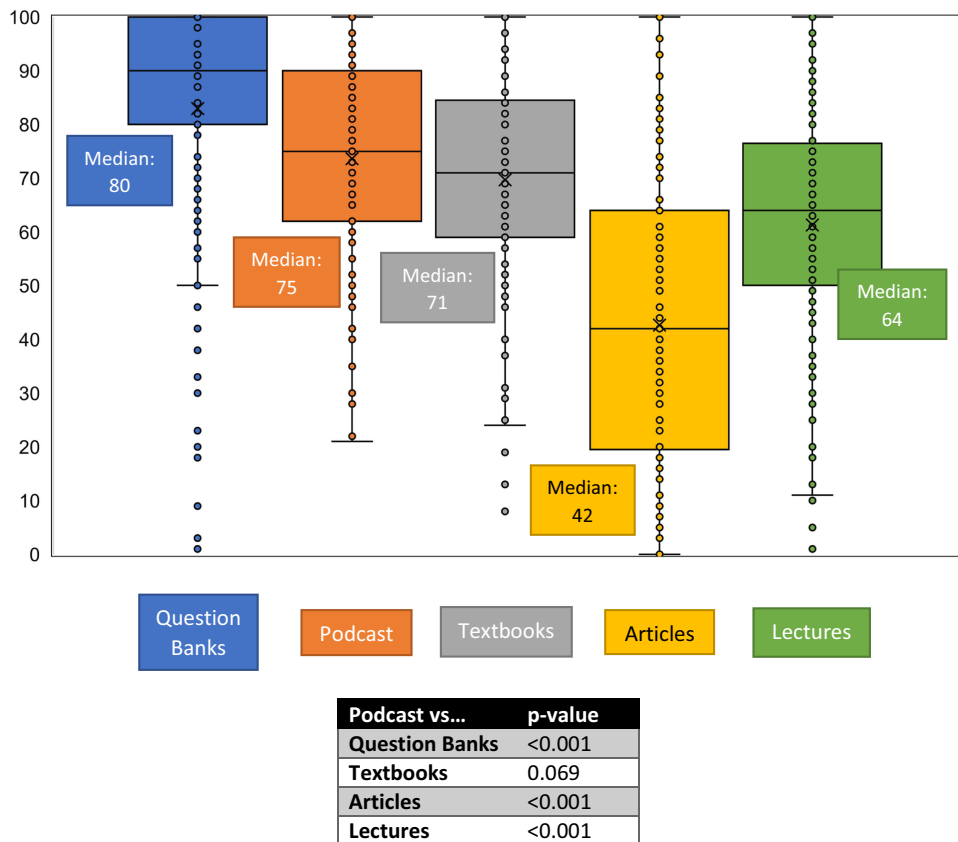 100
90
80
70
60
50
40
30
20
10
0
Median:
80
Median:
75
Median:
71
Median:
42
Median:
64
Question
Banks
Podcast
Textbooks
Articles
Lectures
Podcast vs... p-value
Question Banks <0.001
Textbooks 0.069
Articles <0.001
Lectures <0.001